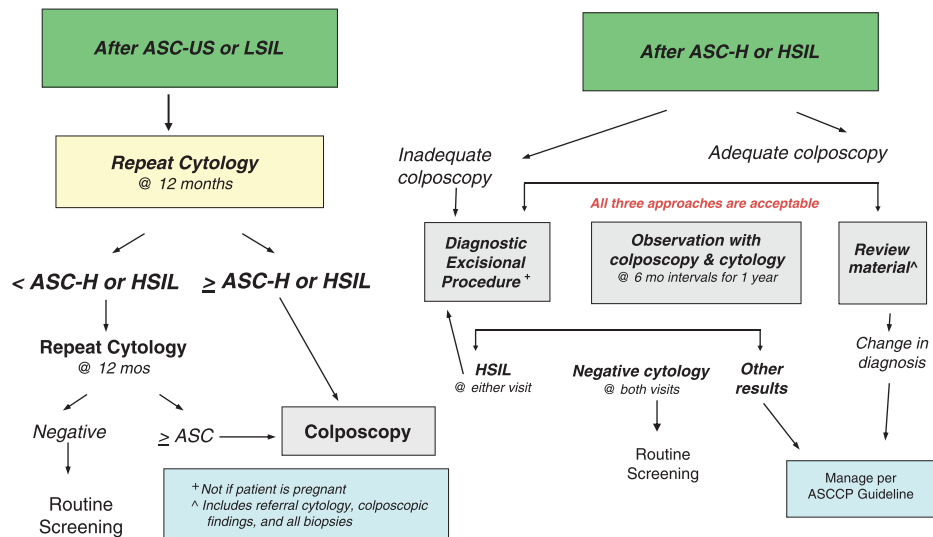 After ASC-US or LSIL
Repeat Cytology
@ 12 months
< ASC-H or HSIL
≥ ASC-H or HSIL
Repeat Cytology
@ 12 mos
Negative
≥ ASC
Colposcopy
Routine
Screening
+ Not if patient is pregnant
^ Includes referral cytology, colposcopic
findings, and all biopsies
After ASC-H or HSIL
Inadequate
colposcopy
Adequate colposcopy
All three approaches are acceptable
Diagnostic
Excisional
Procedure +
Observation with
colposcopy & cytology
@ 6 mo intervals for 1 year
Review
material^
HSIL
@ either visit
Negative cytology
@ both visits
Other
results
Change in
diagnosis
Routine
Screening
Manage per
ASCCP Guideline